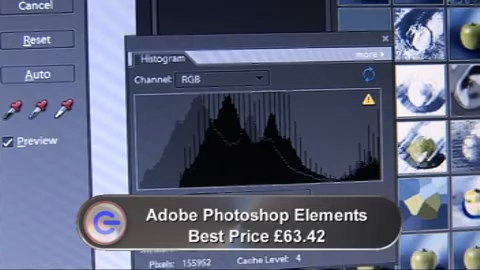 Cancel
Reset
Auto
Preview
Histogram
more
Channel: RGB
Adobe Photoshop Elements
Best Price £63.42
Pixels: 155952
Cache Level: 4